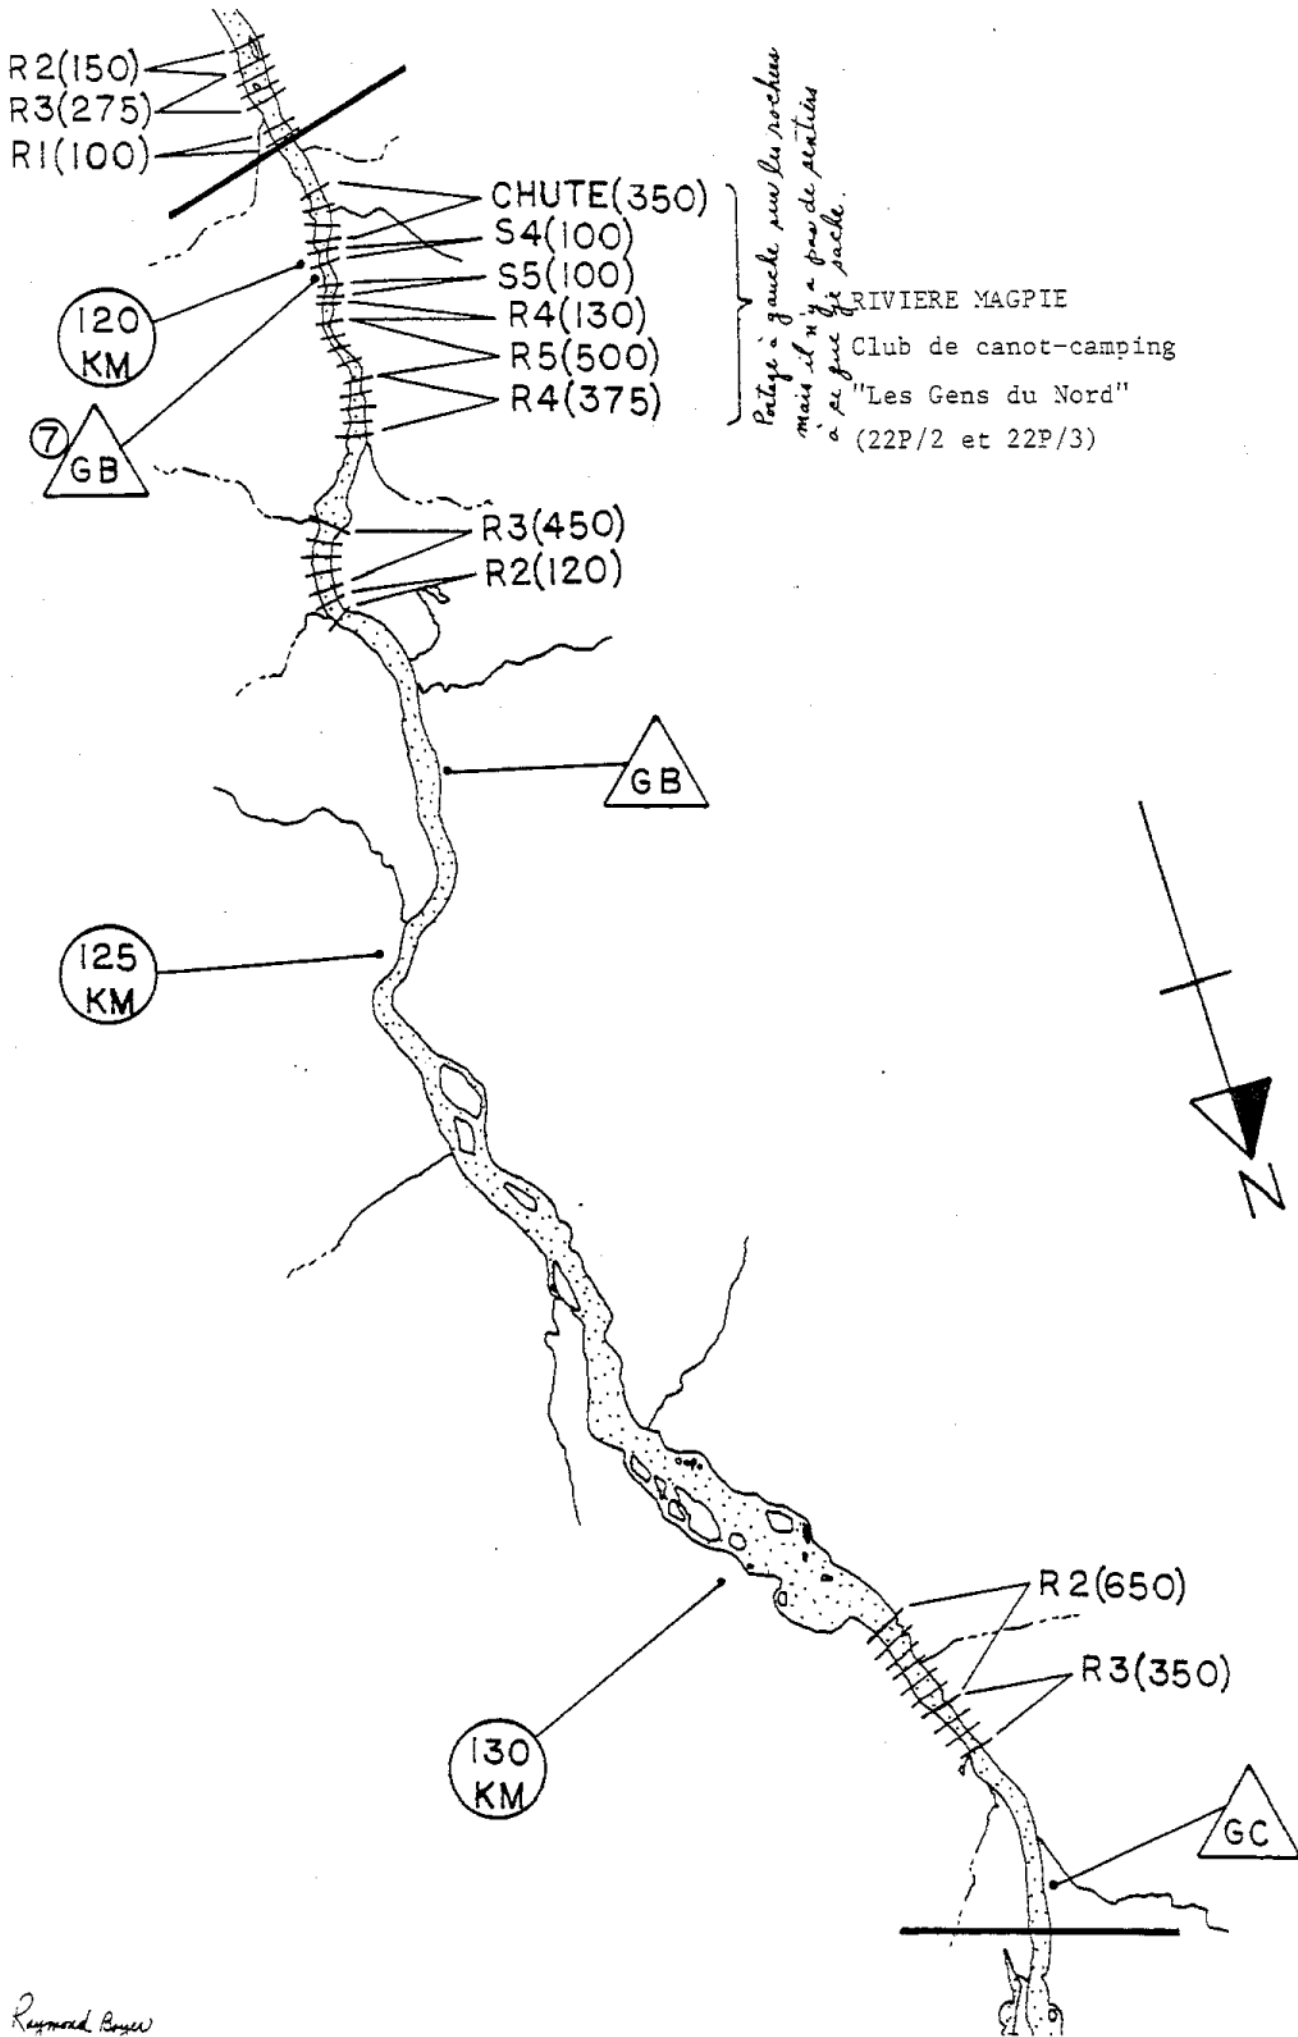 R2(150)
R3(275)
R1(100)
CHUTE(350)
S4(100)
S5(100)
R4(130)
R5(500)
R4(375)
Portage à gauche sur les rochers
mais il n'y a pas de sentiers
à ce que je sache.
RIVIERE MAGPIE
Club de canot-camping
"Les Gens du Nord"
(22P/2 et 22P/3)
120
KM
7
GB
R3(450)
R2(120)
GB
125
KM
N
R2(650)
R3(350)
130
KM
GC
Raymond Boyer